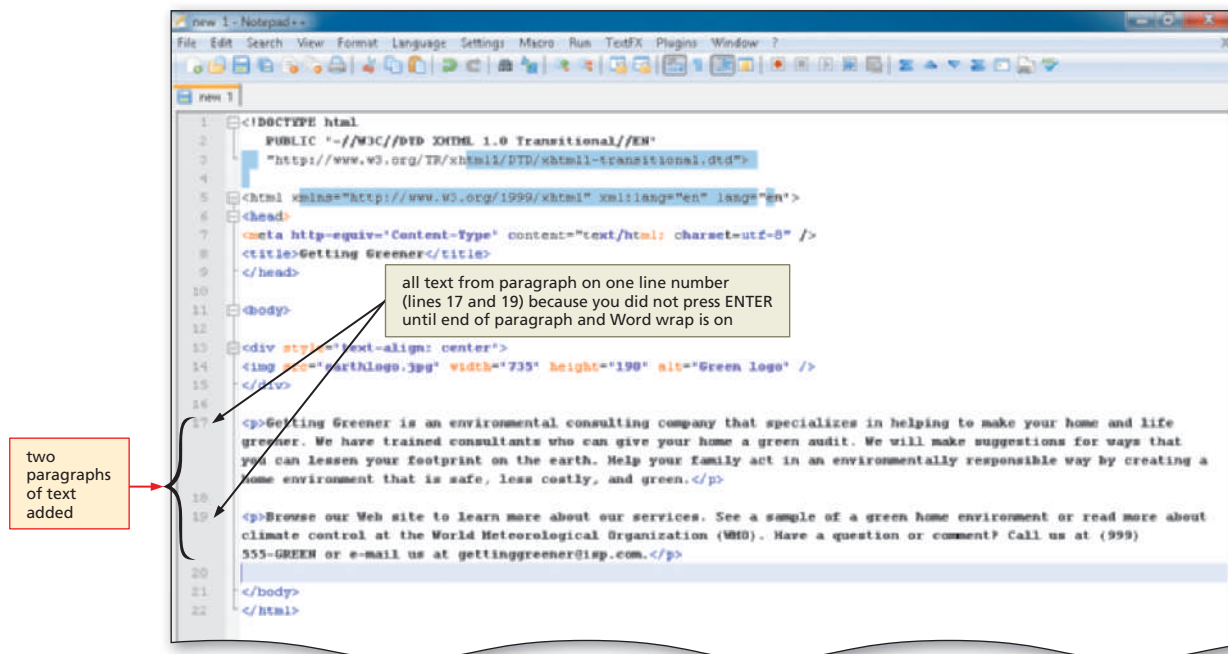 new 1 - Notepad++
File Edit Search View Format Language Settings Macro Run TextFX Plugins Window ? X
new 1
1 <!DOCTYPE html
2 PUBLIC "-//W3C//DTD XHTML 1.0 Transitional//EN"
3 "http://www.w3.org/TR/xhtml1/DTD/xhtml1-transitional.dtd">
4
5 <html xmlns="http://www.w3.org/1999/xhtml" xml:lang="en" lang="en">
6 <head>
7 <meta http-equiv="Content-Type" content="text/html; charset=utf-8" />
8 <title>Getting Greener</title>
9 </head>
10
11 <body>
12
13 <div style="text-align: center">
14 <img src="earthlogo.jpg" width="735" height="190" alt="Green logo" />
15 </div>
16
17 <p>Getting Greener is an environmental consulting company that specializes in helping to make your home and life
greener. We have trained consultants who can give your home a green audit. We will make suggestions for ways that
you can lessen your footprint on the earth. Help your family act in an environmentally responsible way by creating a
home environment that is safe, less costly, and green.</p>
18
19 <p>Browse our Web site to learn more about our services. See a sample of a green home environment or read more about
climate control at the World Meteorological Organization (WMO). Have a question or comment? Call us at (999)
555-GREEN or e-mail us at gettinggreener@isp.com.</p>
20
21 </body>
22 </html>
all text from paragraph on one line number
(lines 17 and 19) because you did not press ENTER
until end of paragraph and Word wrap is on
two
paragraphs
of text
added